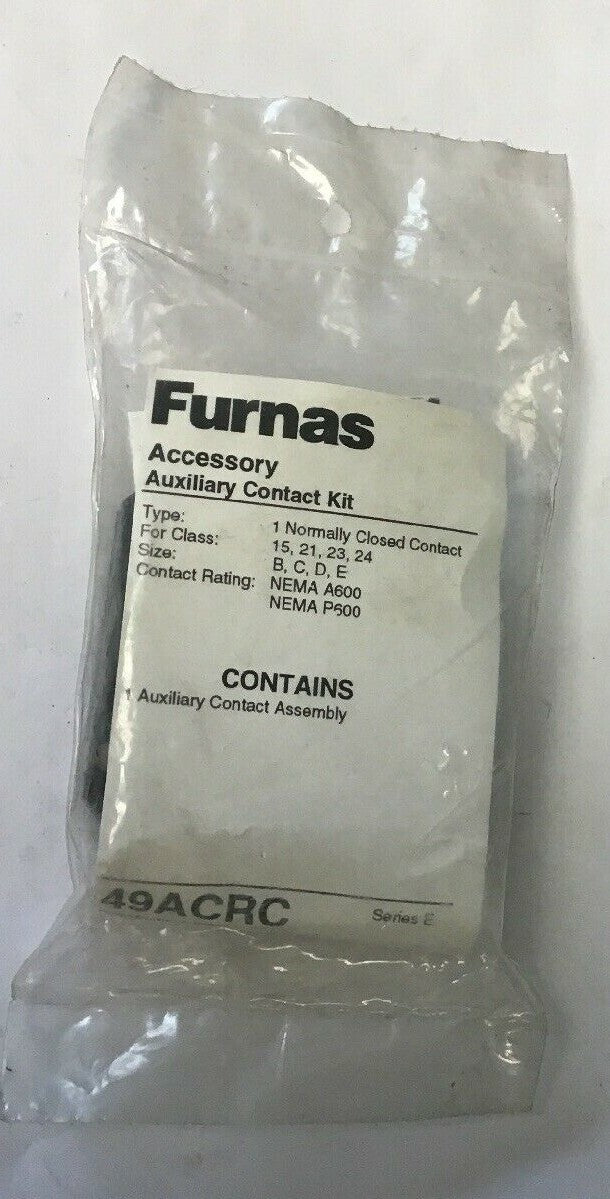 Furnas
Accessory
Auxiliary Contact Kit
Type: 1 Normally Closed Contact
For Class: 15, 21, 23, 24
Size: B, C, D, E
Contact Rating: NEMA A600
NEMA P600
CONTAINS
1 Auxiliary Contact Assembly
49ACRC Series E